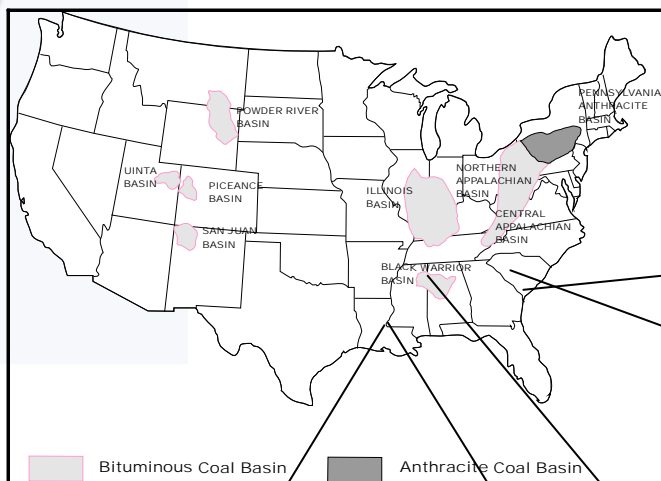 PENNSYLVANIA
ANTHRACITE
BASIN
POWDER RIVER
BASIN
UINTA
BASIN
PICEANCE
BASIN
ILLINOIS
BASIN
NORTHERN
APPALACHIAN
BASIN
SAN JUAN
BASIN
CENTRAL
APPALACHIAN
BASIN
BLACK WARRIOR
BASIN
Bituminous Coal Basin
Anthracite Coal Basin